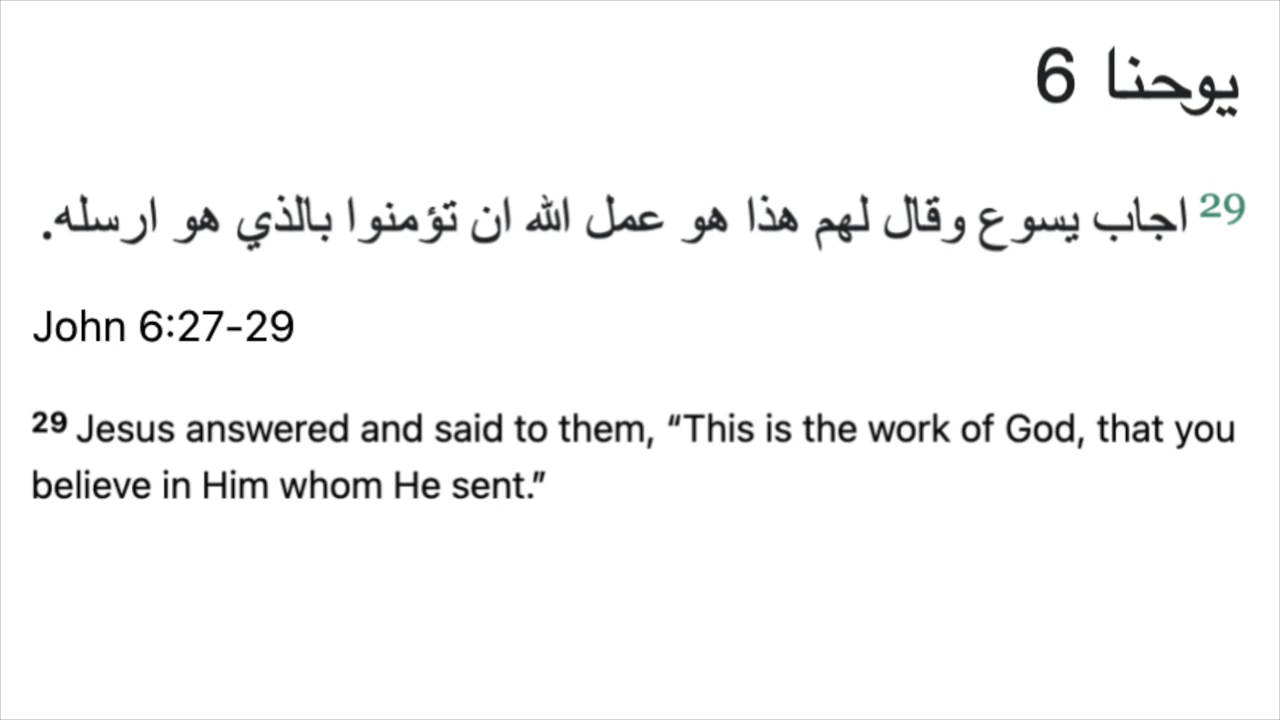 يوحنا 6
29 اجاب يسوع وقال لهم هذا هو عمل الله ان تؤمنوا بالذي هو ارسله.
John 6:27-29
29 Jesus answered and said to them, “This is the work of God, that you
believe in Him whom He sent.”